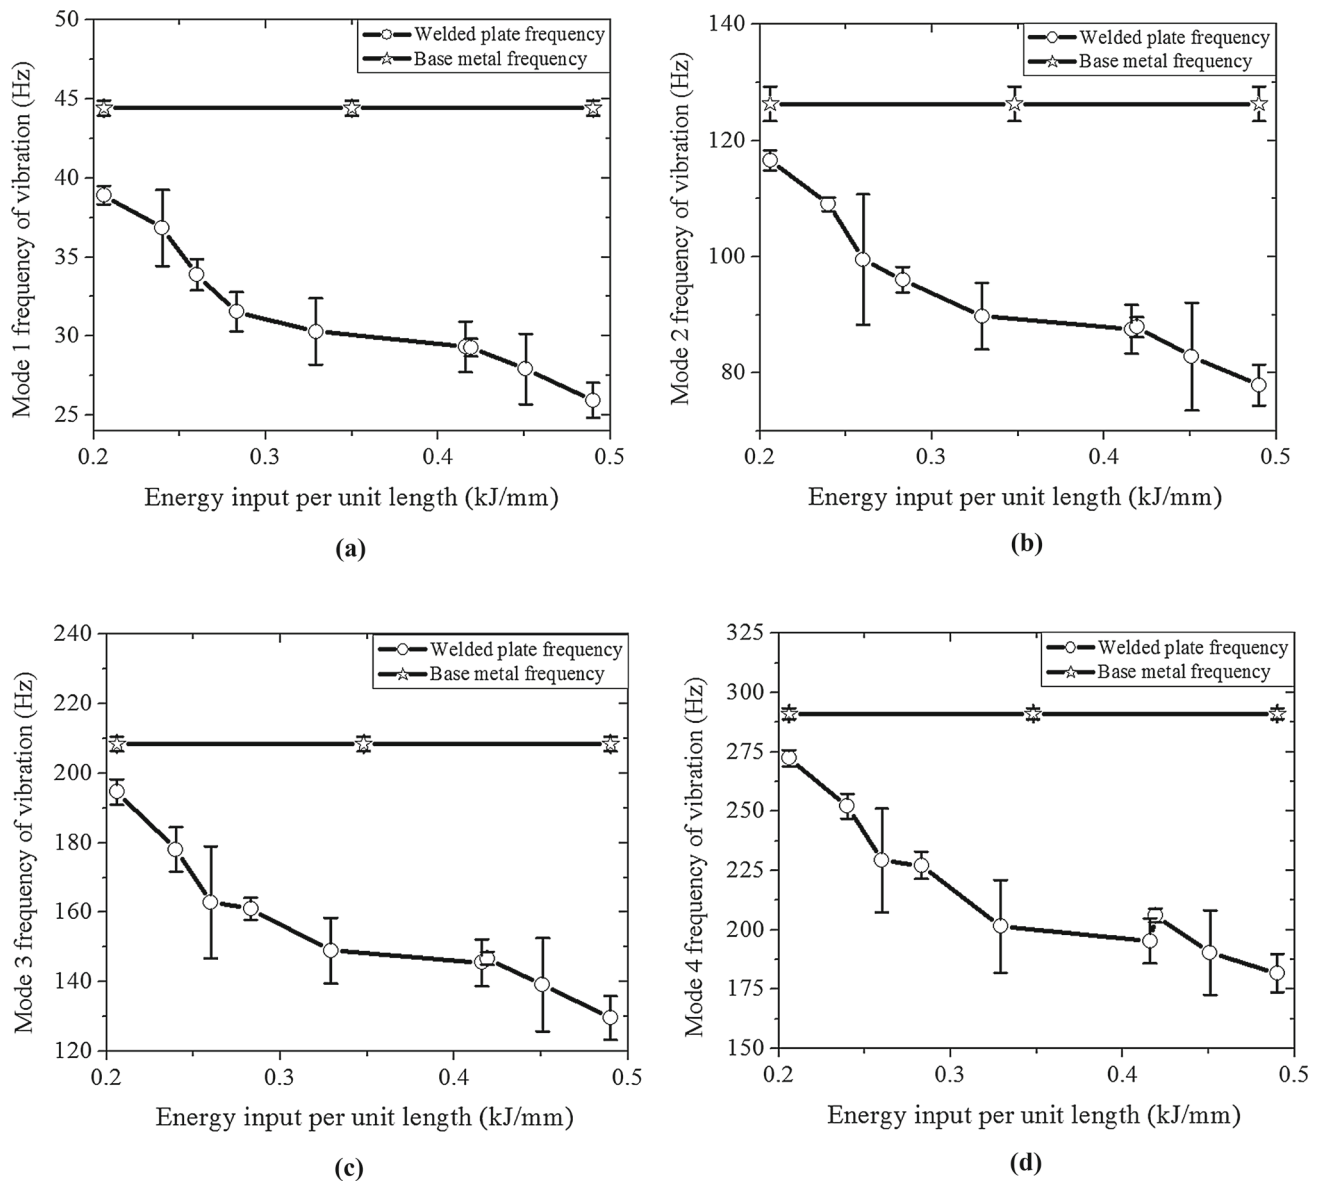 50
45
40
35
30
25
Mode 1 frequency of vibration (Hz)
Welded plate frequency
Base metal frequency
0.2 0.3 0.4 0.5
Energy input per unit length (kJ/mm)
(a)
140
120
100
80
Mode 2 frequency of vibration (Hz)
Welded plate frequency
Base metal frequency
0.2 0.3 0.4 0.5
Energy input per unit length (kJ/mm)
(b)
240
220
200
180
160
140
120
Mode 3 frequency of vibration (Hz)
Welded plate frequency
Base metal frequency
0.2 0.3 0.4 0.5
Energy input per unit length (kJ/mm)
(c)
325
300
275
250
225
200
175
150
Mode 4 frequency of vibration (Hz)
Welded plate frequency
Base metal frequency
0.2 0.3 0.4 0.5
Energy input per unit length (kJ/mm)
(d)